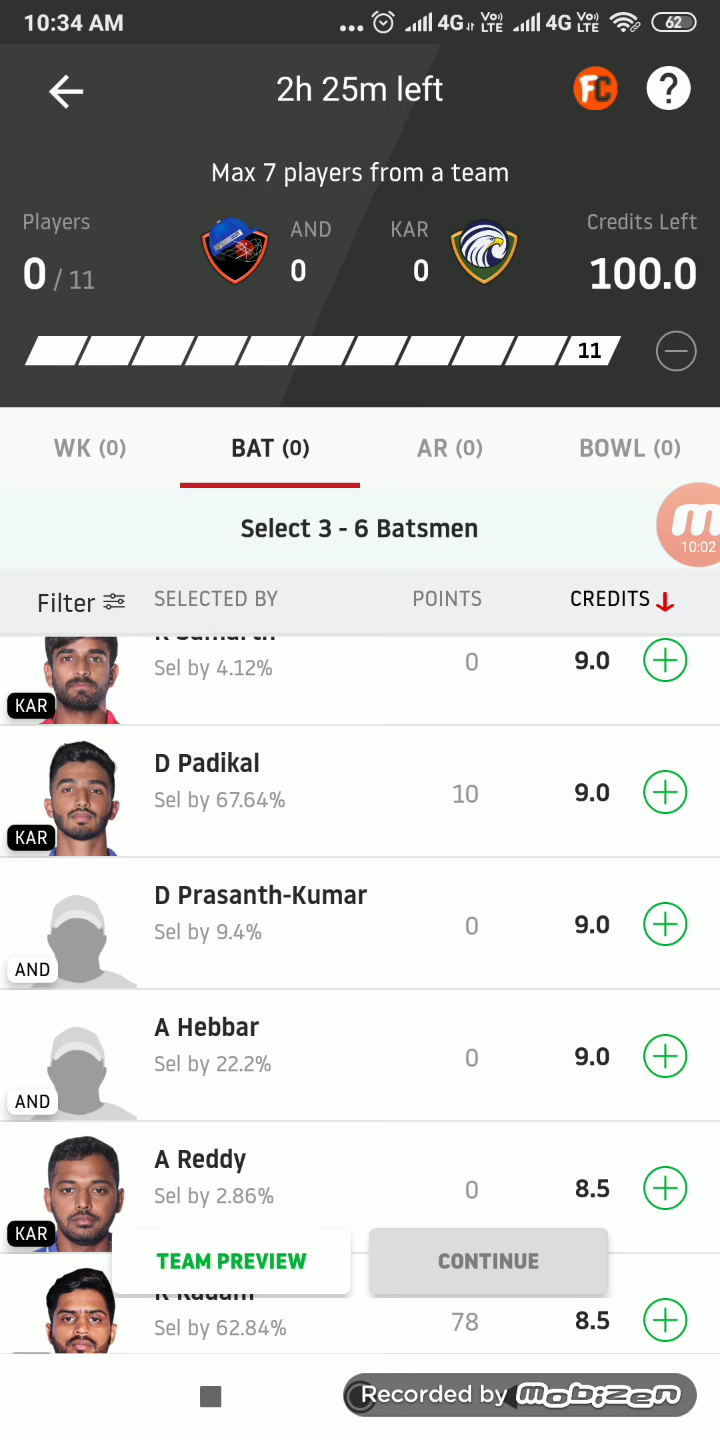 10:34 AM
4G Vo) LTE 4G Vo) LTE 62
2h 25m left
FC ?
Max 7 players from a team
Players AND KAR Credits Left
0 / 11 0 0 100.0
11
WK (0) BAT (0) AR (0) BOWL (0)
Select 3 - 6 Batsmen
m
10:02
Filter SELECTED BY POINTS CREDITS
Sel by 4.12% 0 9.0
KAR
D Padikal
Sel by 67.64% 10 9.0
KAR
D Prasanth-Kumar
Sel by 9.4% 0 9.0
AND
A Hebbar
Sel by 22.2% 0 9.0
AND
A Reddy
Sel by 2.86% 0 8.5
KAR
TEAM PREVIEW CONTINUE
Sel by 62.84% 78 8.5
Recorded by mobizen